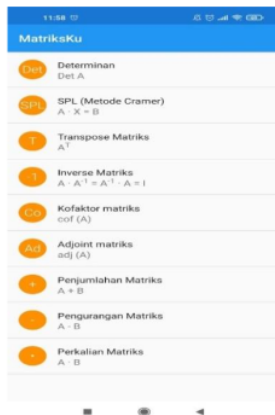 11:58
MatriksKu
Det
Determinan
Det A
SPL
SPL (Metode Cramer)
A · X = B
T
Transpose Matriks
Aᵀ
-1
Inverse Matriks
A · A⁻¹ = A⁻¹ · A = I
Co
Kofaktor matriks
cof (A)
Ad
Adjoint matriks
adj (A)
+
Penjumlahan Matriks
A + B
-
Pengurangan Matriks
A - B
Perkalian Matriks
A · B